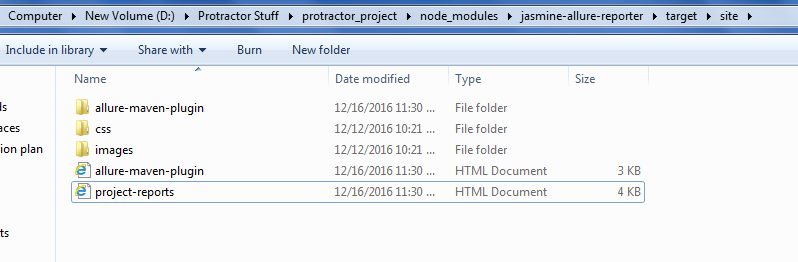 Computer ▸ New Volume (D:) ▸ Protractor Stuff ▸ protractor_project ▸ node_modules ▸ jasmine-allure-reporter ▸ target ▸ site ▸
Include in library ▾ Share with ▾ Burn New folder
Name Date modified Type Size
allure-maven-plugin 12/16/2016 11:30 ... File folder
css 12/12/2016 10:21 ... File folder
images 12/12/2016 10:21 ... File folder
allure-maven-plugin 12/16/2016 11:30 ... HTML Document 3 KB
project-reports 12/16/2016 11:30 ... HTML Document 4 KB
ls
aces
ion plan
ts